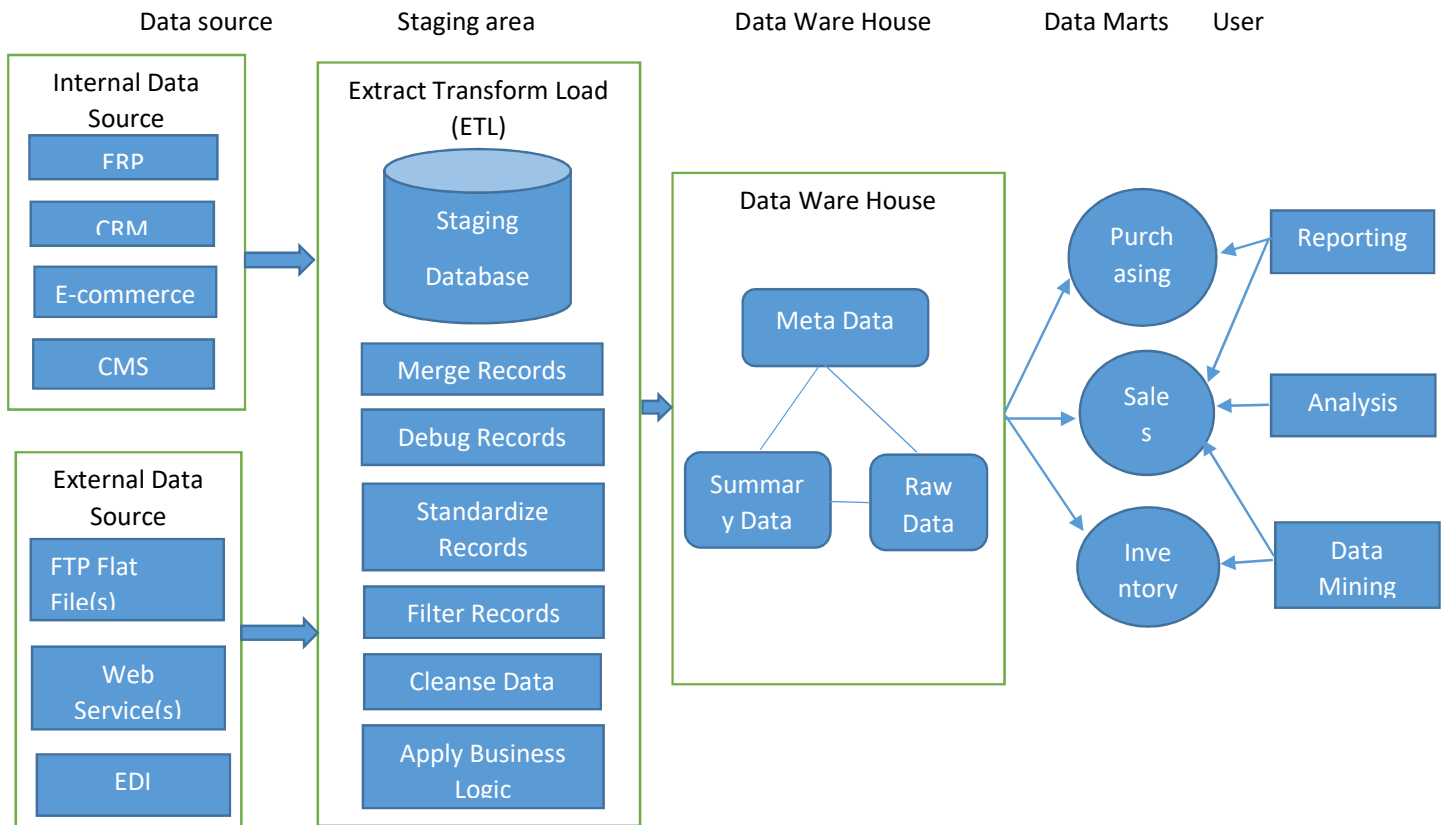 Data source Staging area Data Ware House Data Marts User
Internal Data
Source
ERP
CRM
E-commerce
CMS
External Data
Source
FTP Flat
File(s)
Web
Service(s)
EDI
Extract Transform Load
(ETL)
Staging
Database
Merge Records
Debug Records
Standardize
Records
Filter Records
Cleanse Data
Apply Business
Logic
Data Ware House
Meta Data
Summar
y Data
Raw
Data
Purch
asing
Sale
s
Inve
ntory
Reporting
Analysis
Data
Mining